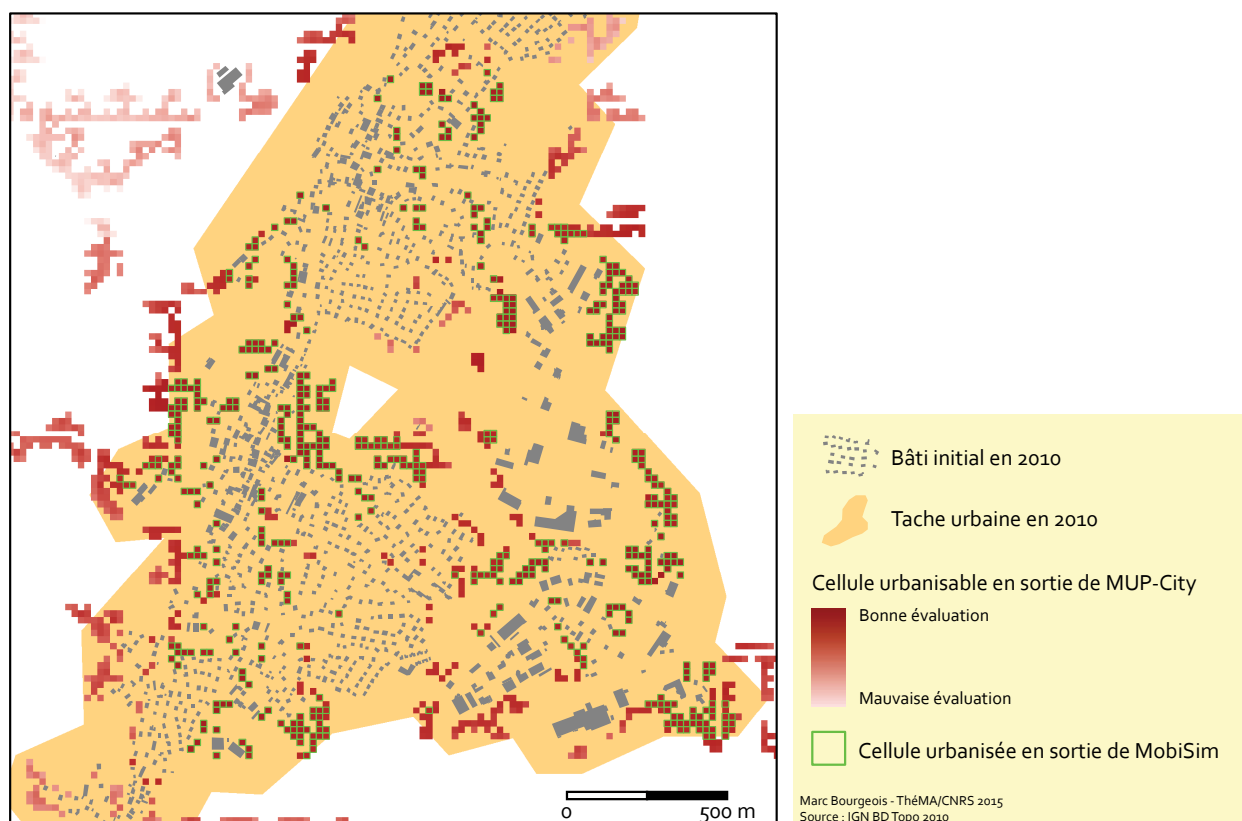 Bâti initial en 2010
Tache urbaine en 2010
Cellule urbanisable en sortie de MUP-City
Bonne évaluation
Mauvaise évaluation
Cellule urbanisée en sortie de MobiSim
Marc Bourgeois - ThéMA/CNRS 2015
Source : IGN BD Topo 2010
0 500 m